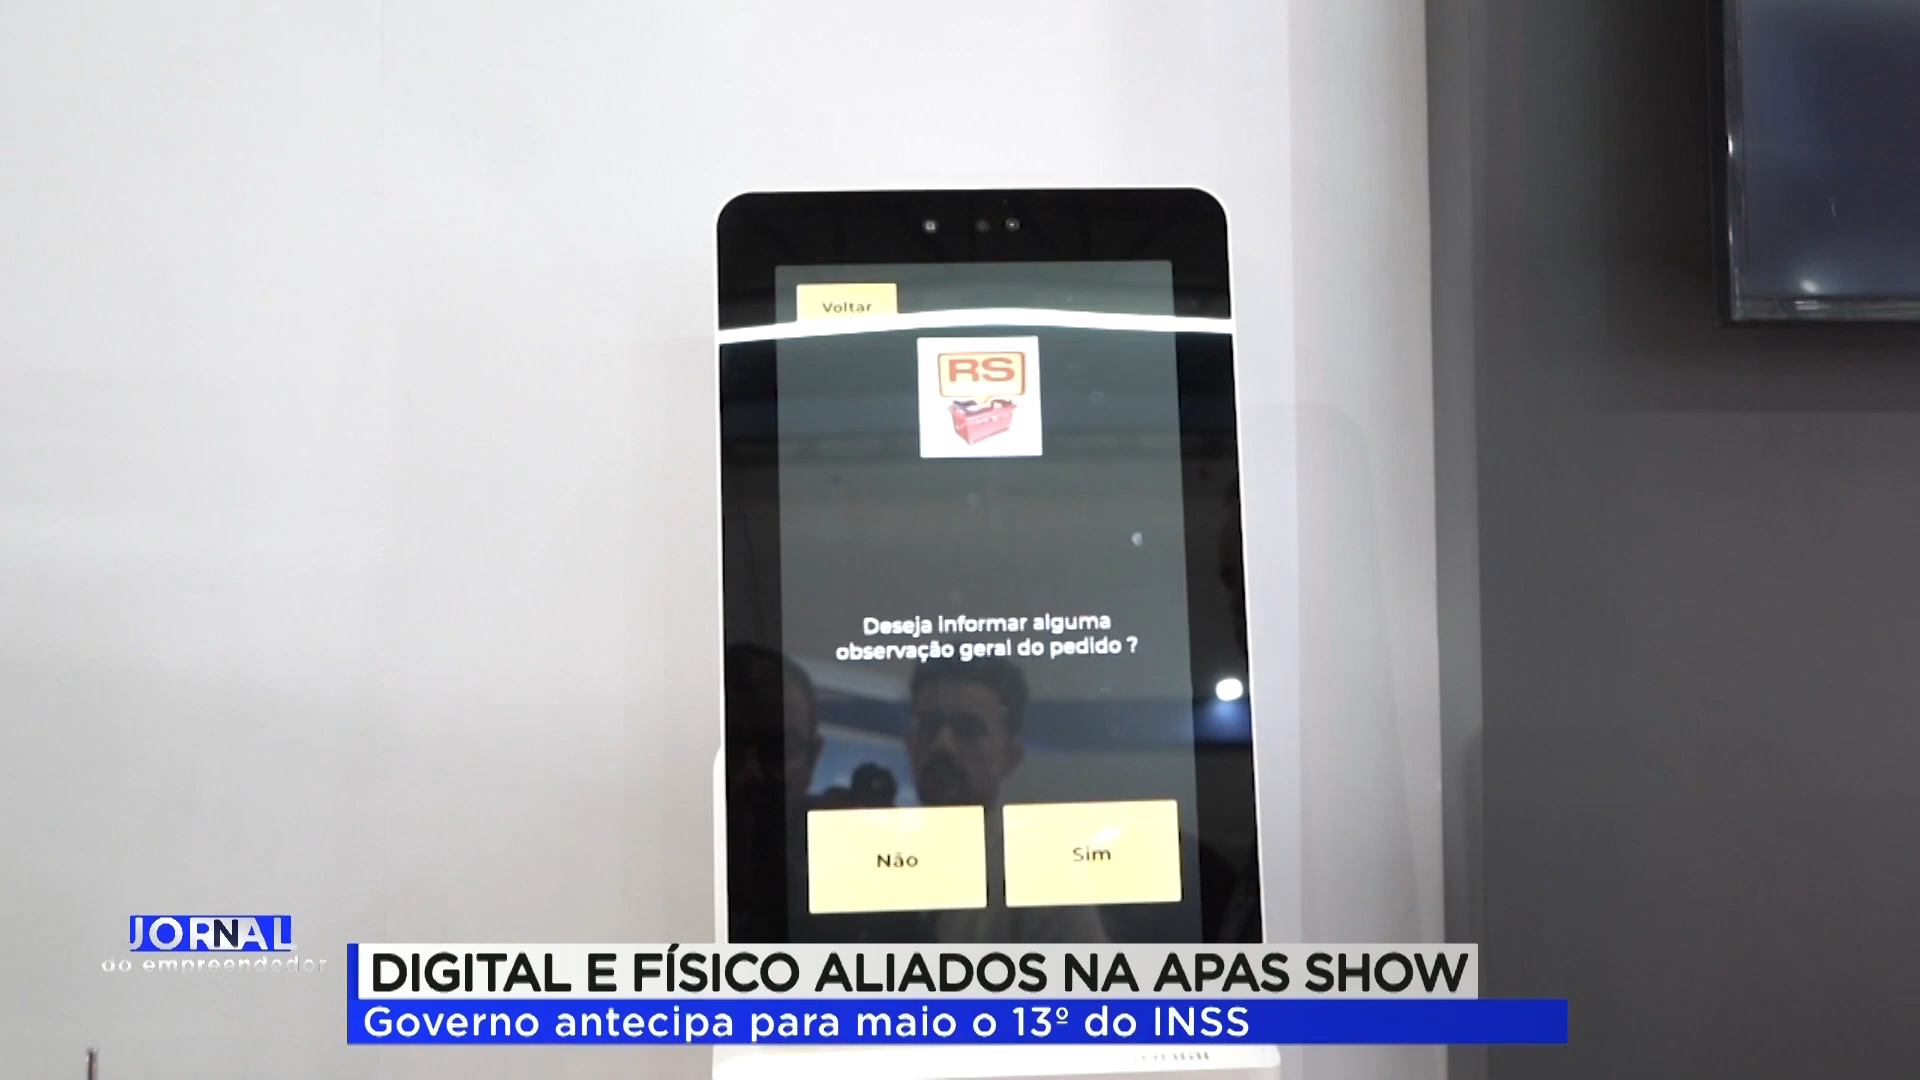 Voltar
RS
Deseja informar alguma
observação geral do pedido ?
Não
Sim
JORNAL
do empreendedor
DIGITAL E FÍSICO ALIADOS NA APAS SHOW
Governo antecipa para maio o 13º do INSS